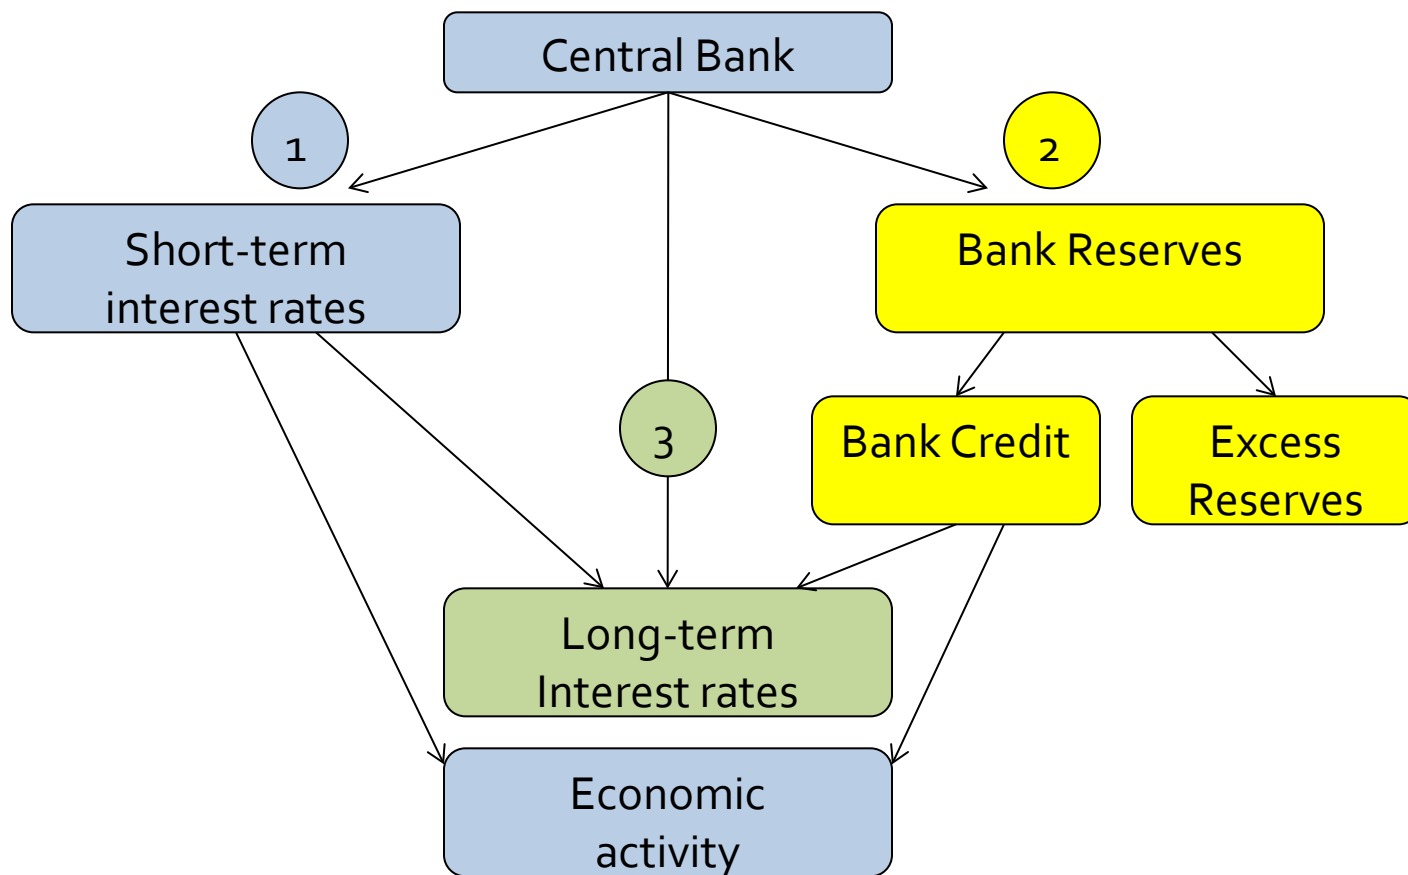 Central Bank
1
2
Short-term
interest rates
Bank Reserves
3
Bank Credit
Excess
Reserves
Long-term
Interest rates
Economic
activity